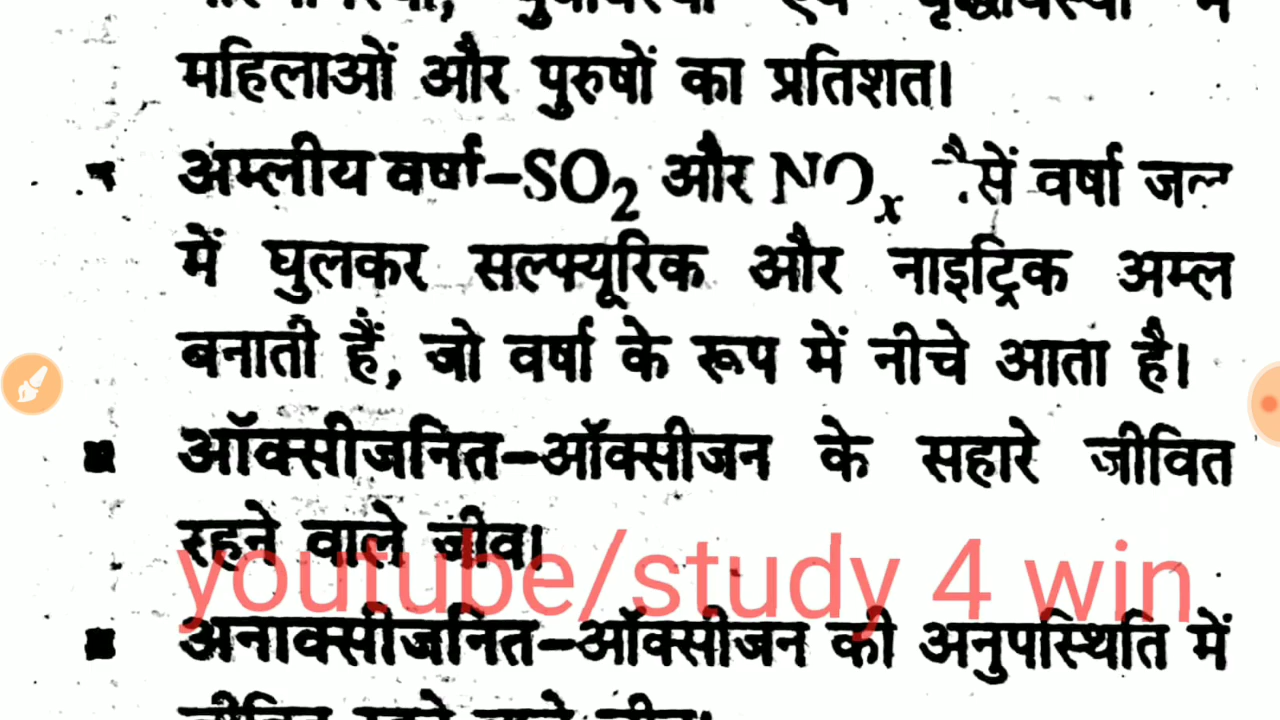 महिलाओं और पुरुषों का प्रतिशत।
अम्लीय वर्षा–SO₂ और NOₓ गैसें वर्षा जल
में घुलकर सल्फ्यूरिक और नाइट्रिक अम्ल
बनाती हैं, जो वर्षा के रूप में नीचे आता है।
ऑक्सीजनित–ऑक्सीजन के सहारे जीवित
रहने वाले जीव।
youtube/study 4 win
अनाक्सीजनित–ऑक्सीजन की अनुपस्थिति में